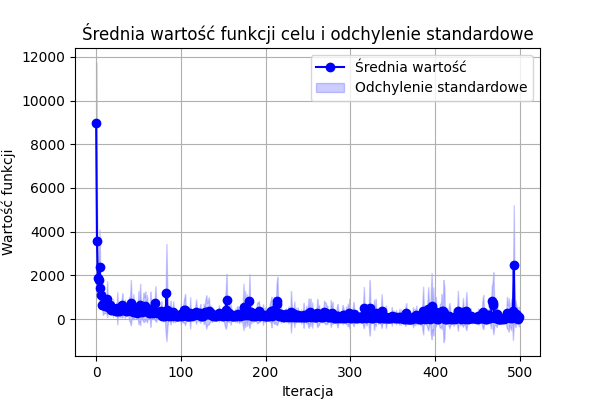 Średnia wartość funkcji celu i odchylenie standardowe
Średnia wartość
Odchylenie standardowe
Wartość funkcji
12000
10000
8000
6000
4000
2000
0
0 100 200 300 400 500
Iteracja